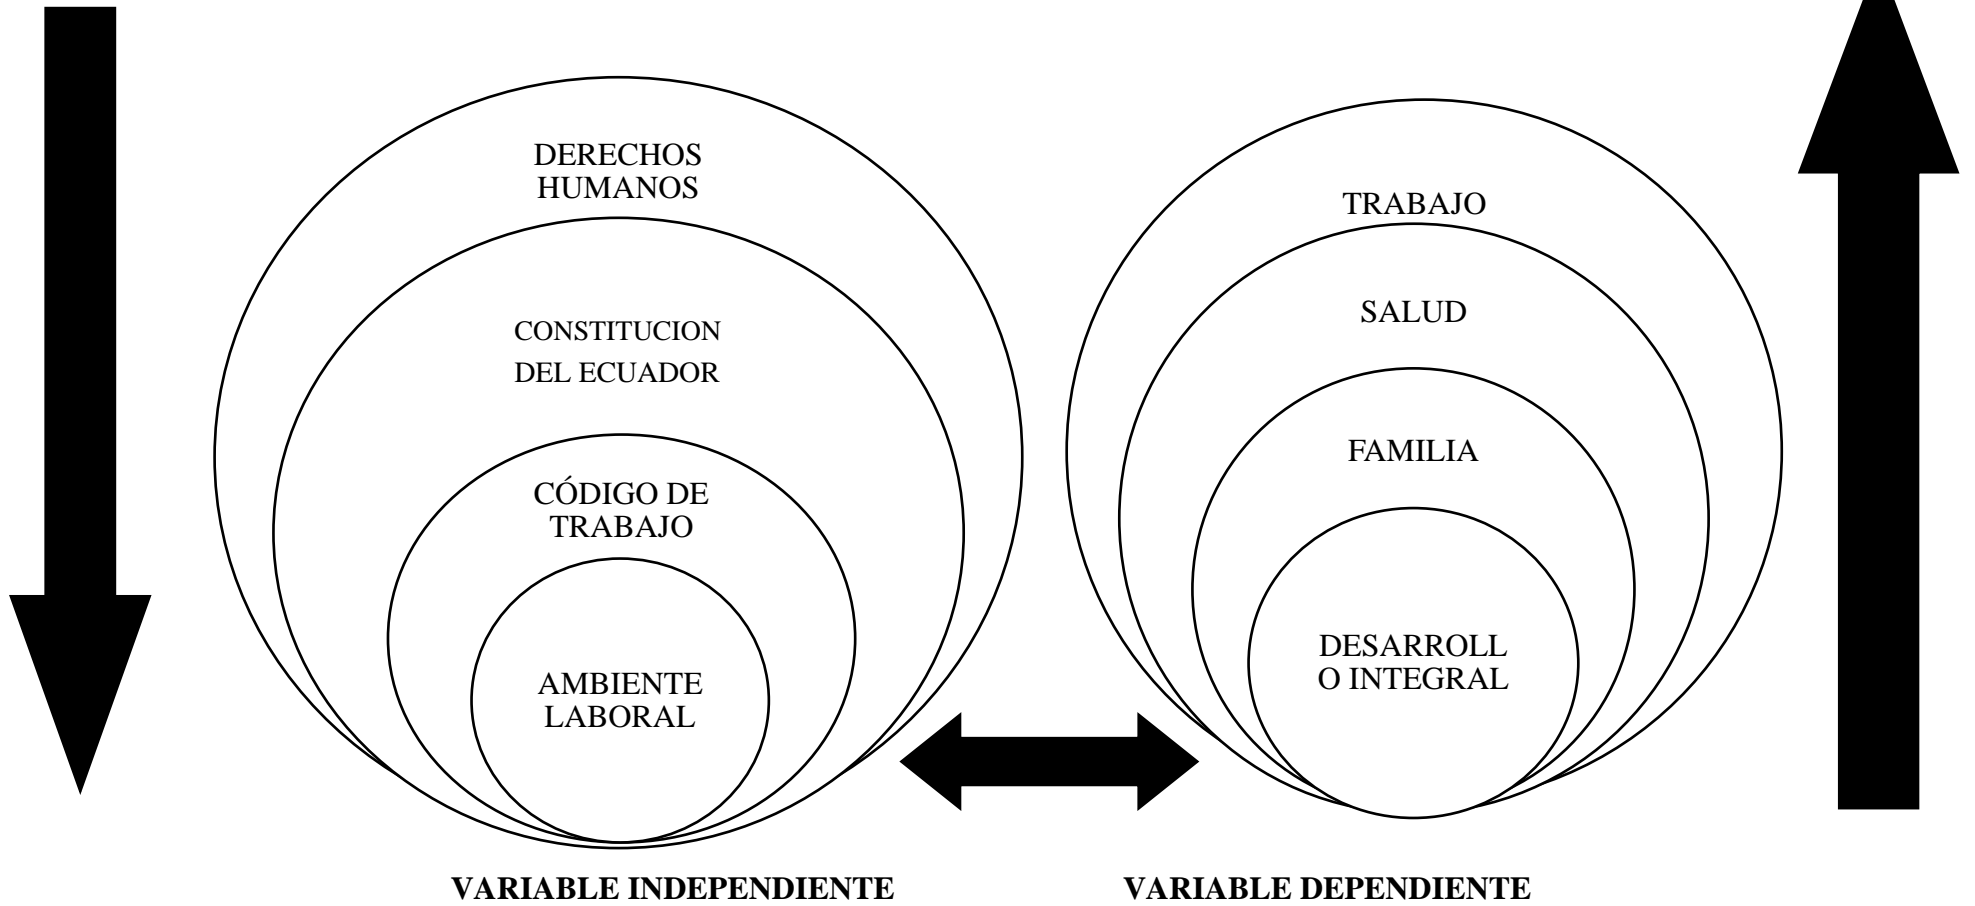 DERECHOS
HUMANOS
CONSTITUCION
DEL ECUADOR
CÓDIGO DE
TRABAJO
AMBIENTE
LABORAL
VARIABLE INDEPENDIENTE
TRABAJO
SALUD
FAMILIA
DESARROLL
O INTEGRAL
VARIABLE DEPENDIENTE